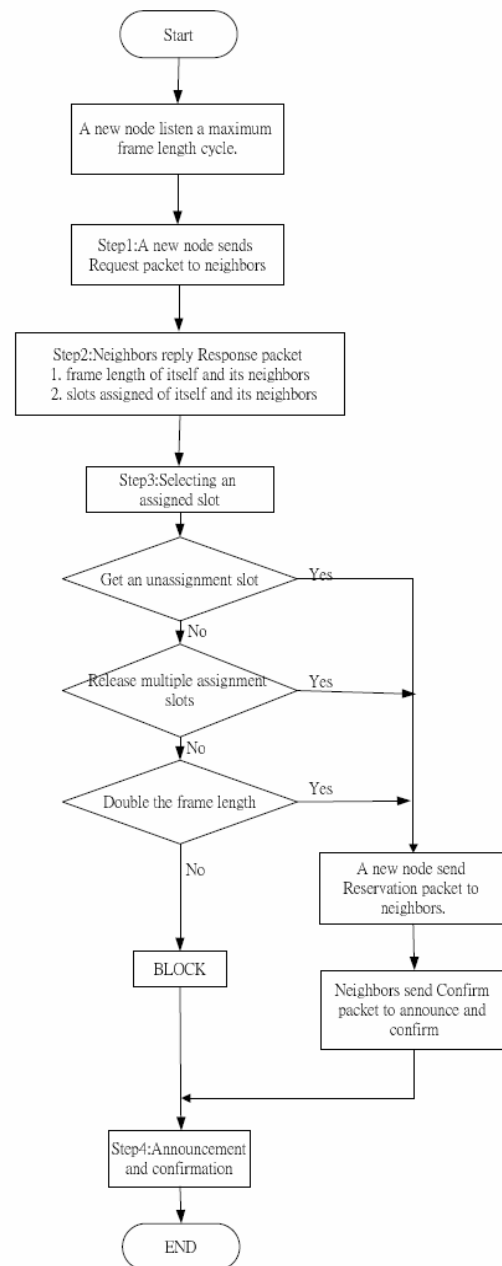 Start
A new node listen a maximum
frame length cycle.
Step1:A new node sends
Request packet to neighbors
Step2:Neighbors reply Response packet
1. frame length of itself and its neighbors
2. slots assigned of itself and its neighbors
Step3:Selecting an
assigned slot
Get an unassignment slot
Yes
No
Release multiple assignment
slots
Yes
No
Double the frame length
Yes
No
A new node send
Reservation packet to
neighbors.
BLOCK
Neighbors send Confirm
packet to announce and
confirm
Step4:Announcement
and confirmation
END